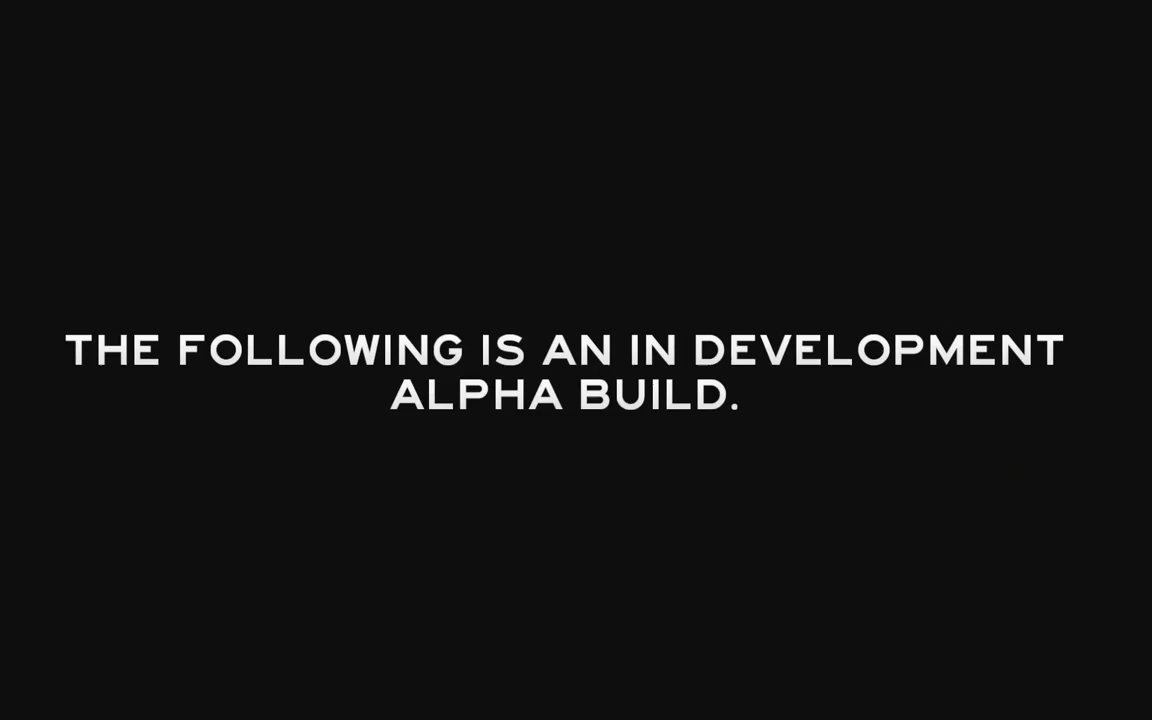 THE FOLLOWING IS AN IN DEVELOPMENT
ALPHA BUILD.